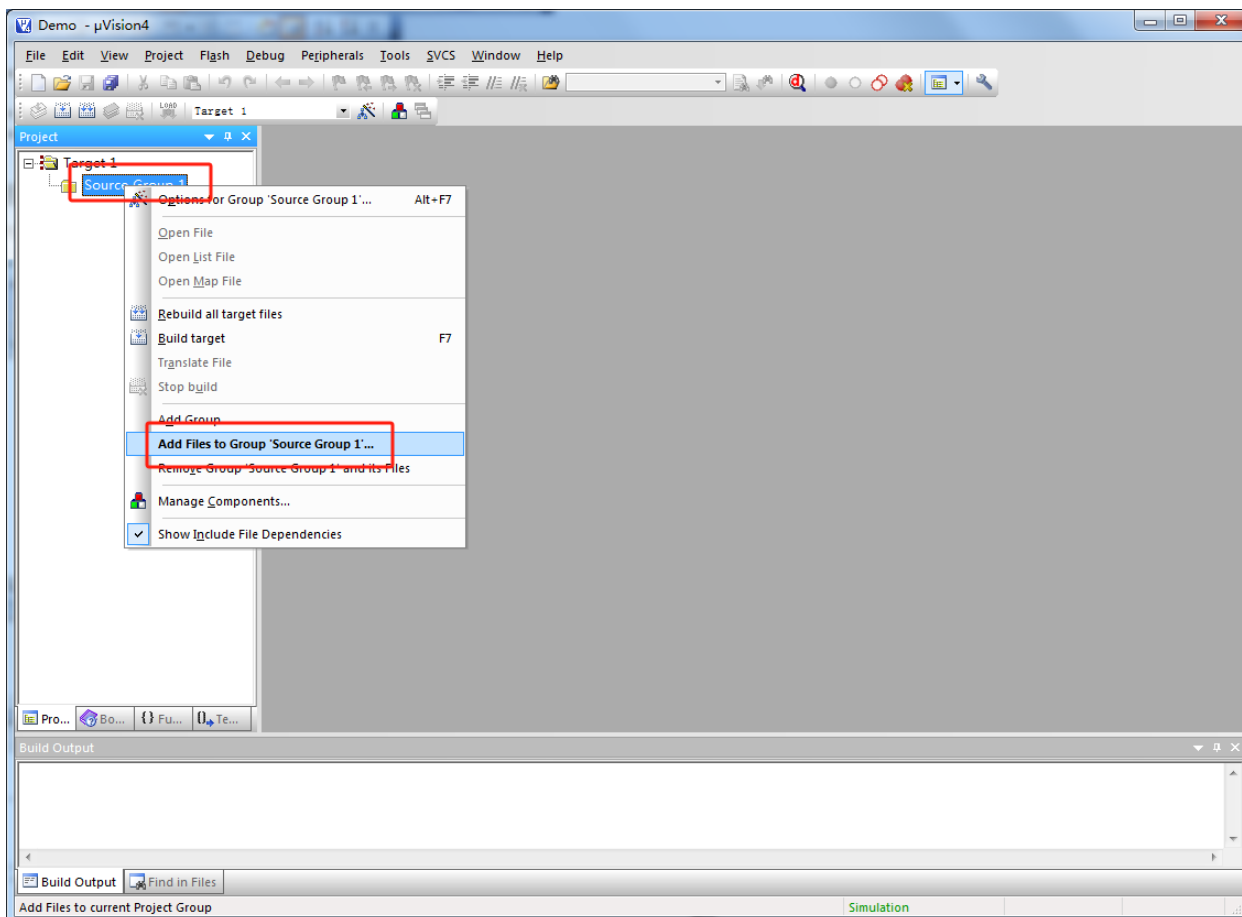 Demo - µVision4
File Edit View Project Flash Debug Peripherals Tools SVCS Window Help
LOAD Target 1
Project
Target 1
Source Group 1
Options for Group 'Source Group 1'... Alt+F7
Open File
Open List File
Open Map File
Rebuild all target files
Build target F7
Translate File
Stop build
Add Group
Add Files to Group 'Source Group 1'...
Remove Group 'Source Group 1' and its Files
Manage Components...
Show Include File Dependencies
Pro... Bo... {} Fu... Te...
Build Output
Build Output Find in Files
Add Files to current Project Group Simulation